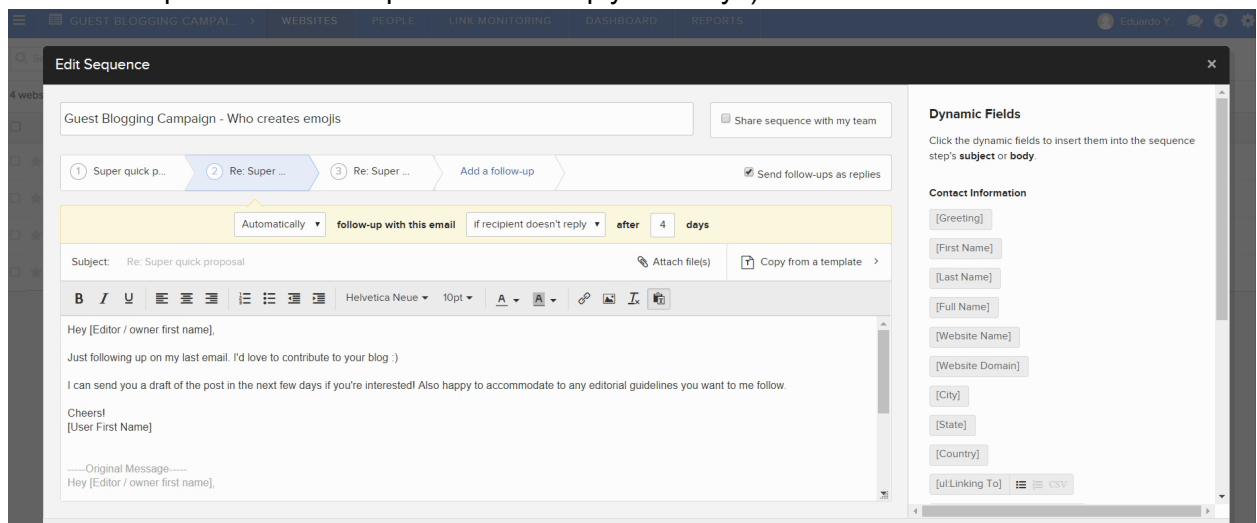 GUEST BLOGGING CAMPAI... > WEBSITES PEOPLE LINK MONITORING DASHBOARD REPORTS Eduardo Y.
Edit Sequence ×
4 webs
Guest Blogging Campaign - Who creates emojis
Share sequence with my team
1 Super quick p... 2 Re: Super ... 3 Re: Super ... Add a follow-up Send follow-ups as replies
Automatically follow-up with this email if recipient doesn't reply after 4 days
Subject: Re: Super quick proposal Attach file(s) Copy from a template >
B I U Helvetica Neue 10pt A A Tx
Hey [Editor / owner first name],
Just following up on my last email. I'd love to contribute to your blog :)
I can send you a draft of the post in the next few days if you're interested! Also happy to accommodate to any editorial guidelines you want to me follow.
Cheers!
[User First Name]
-----Original Message-----
Hey [Editor / owner first name],
Dynamic Fields
Click the dynamic fields to insert them into the sequence
step's subject or body.
Contact Information
[Greeting]
[First Name]
[Last Name]
[Full Name]
[Website Name]
[Website Domain]
[City]
[State]
[Country]
[ul:Linking To] CSV